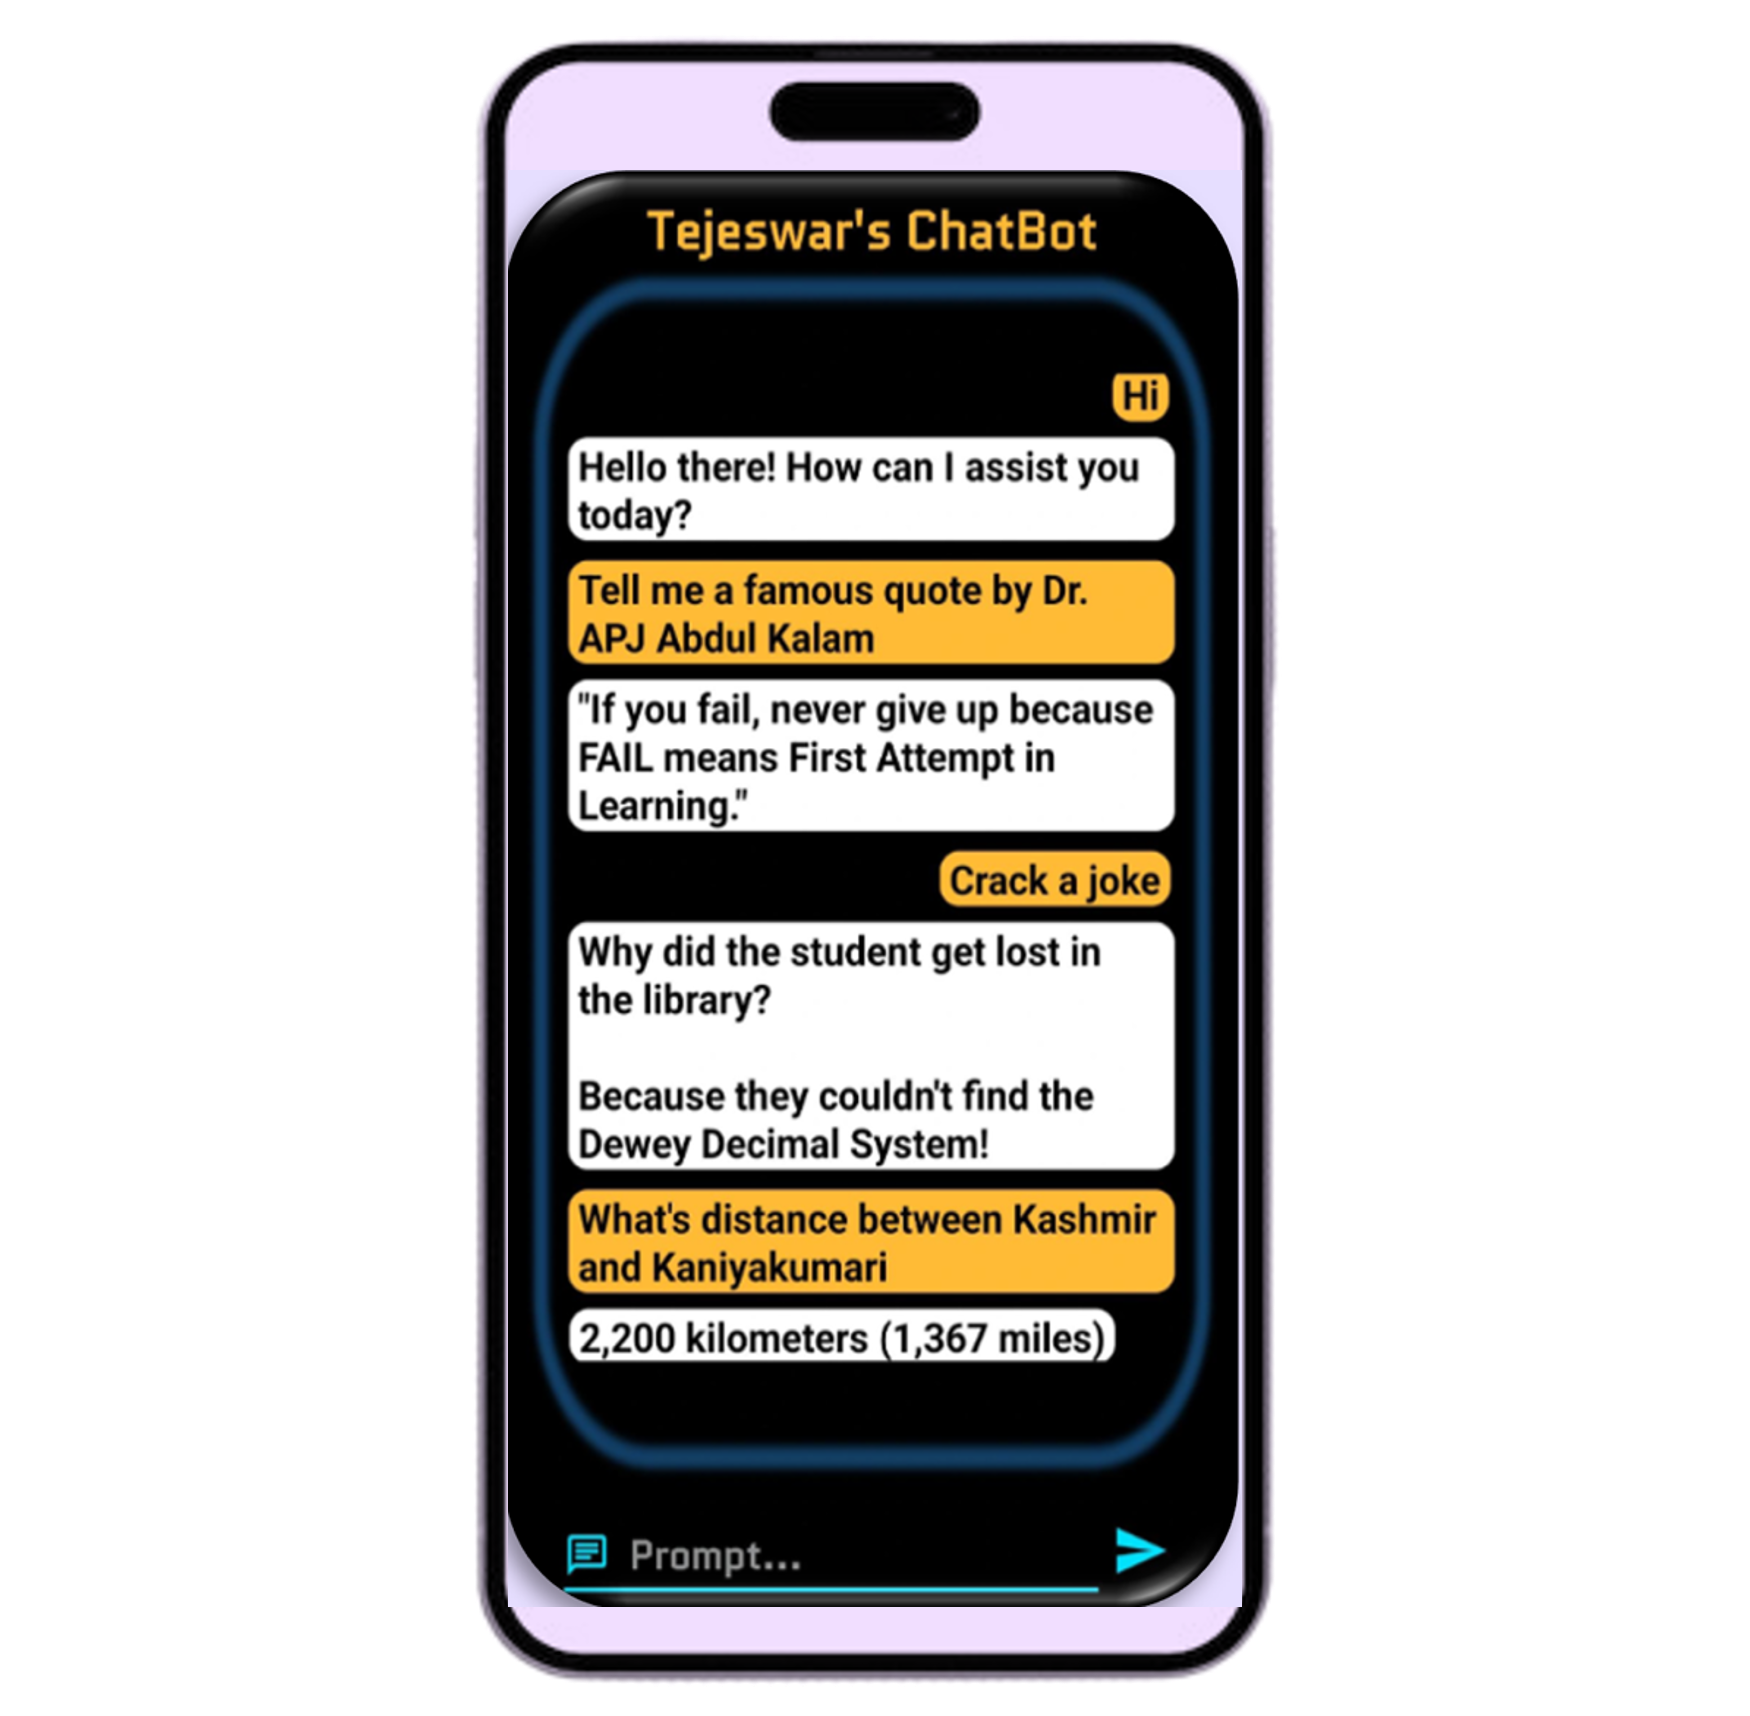 Tejeswar's ChatBot
Hi
Hello there! How can I assist you
today?
Tell me a famous quote by Dr.
APJ Abdul Kalam
"If you fail, never give up because
FAIL means First Attempt in
Learning."
Crack a joke
Why did the student get lost in
the library?
Because they couldn't find the
Dewey Decimal System!
What's distance between Kashmir
and Kaniyakumari
2,200 kilometers (1,367 miles)
Prompt...